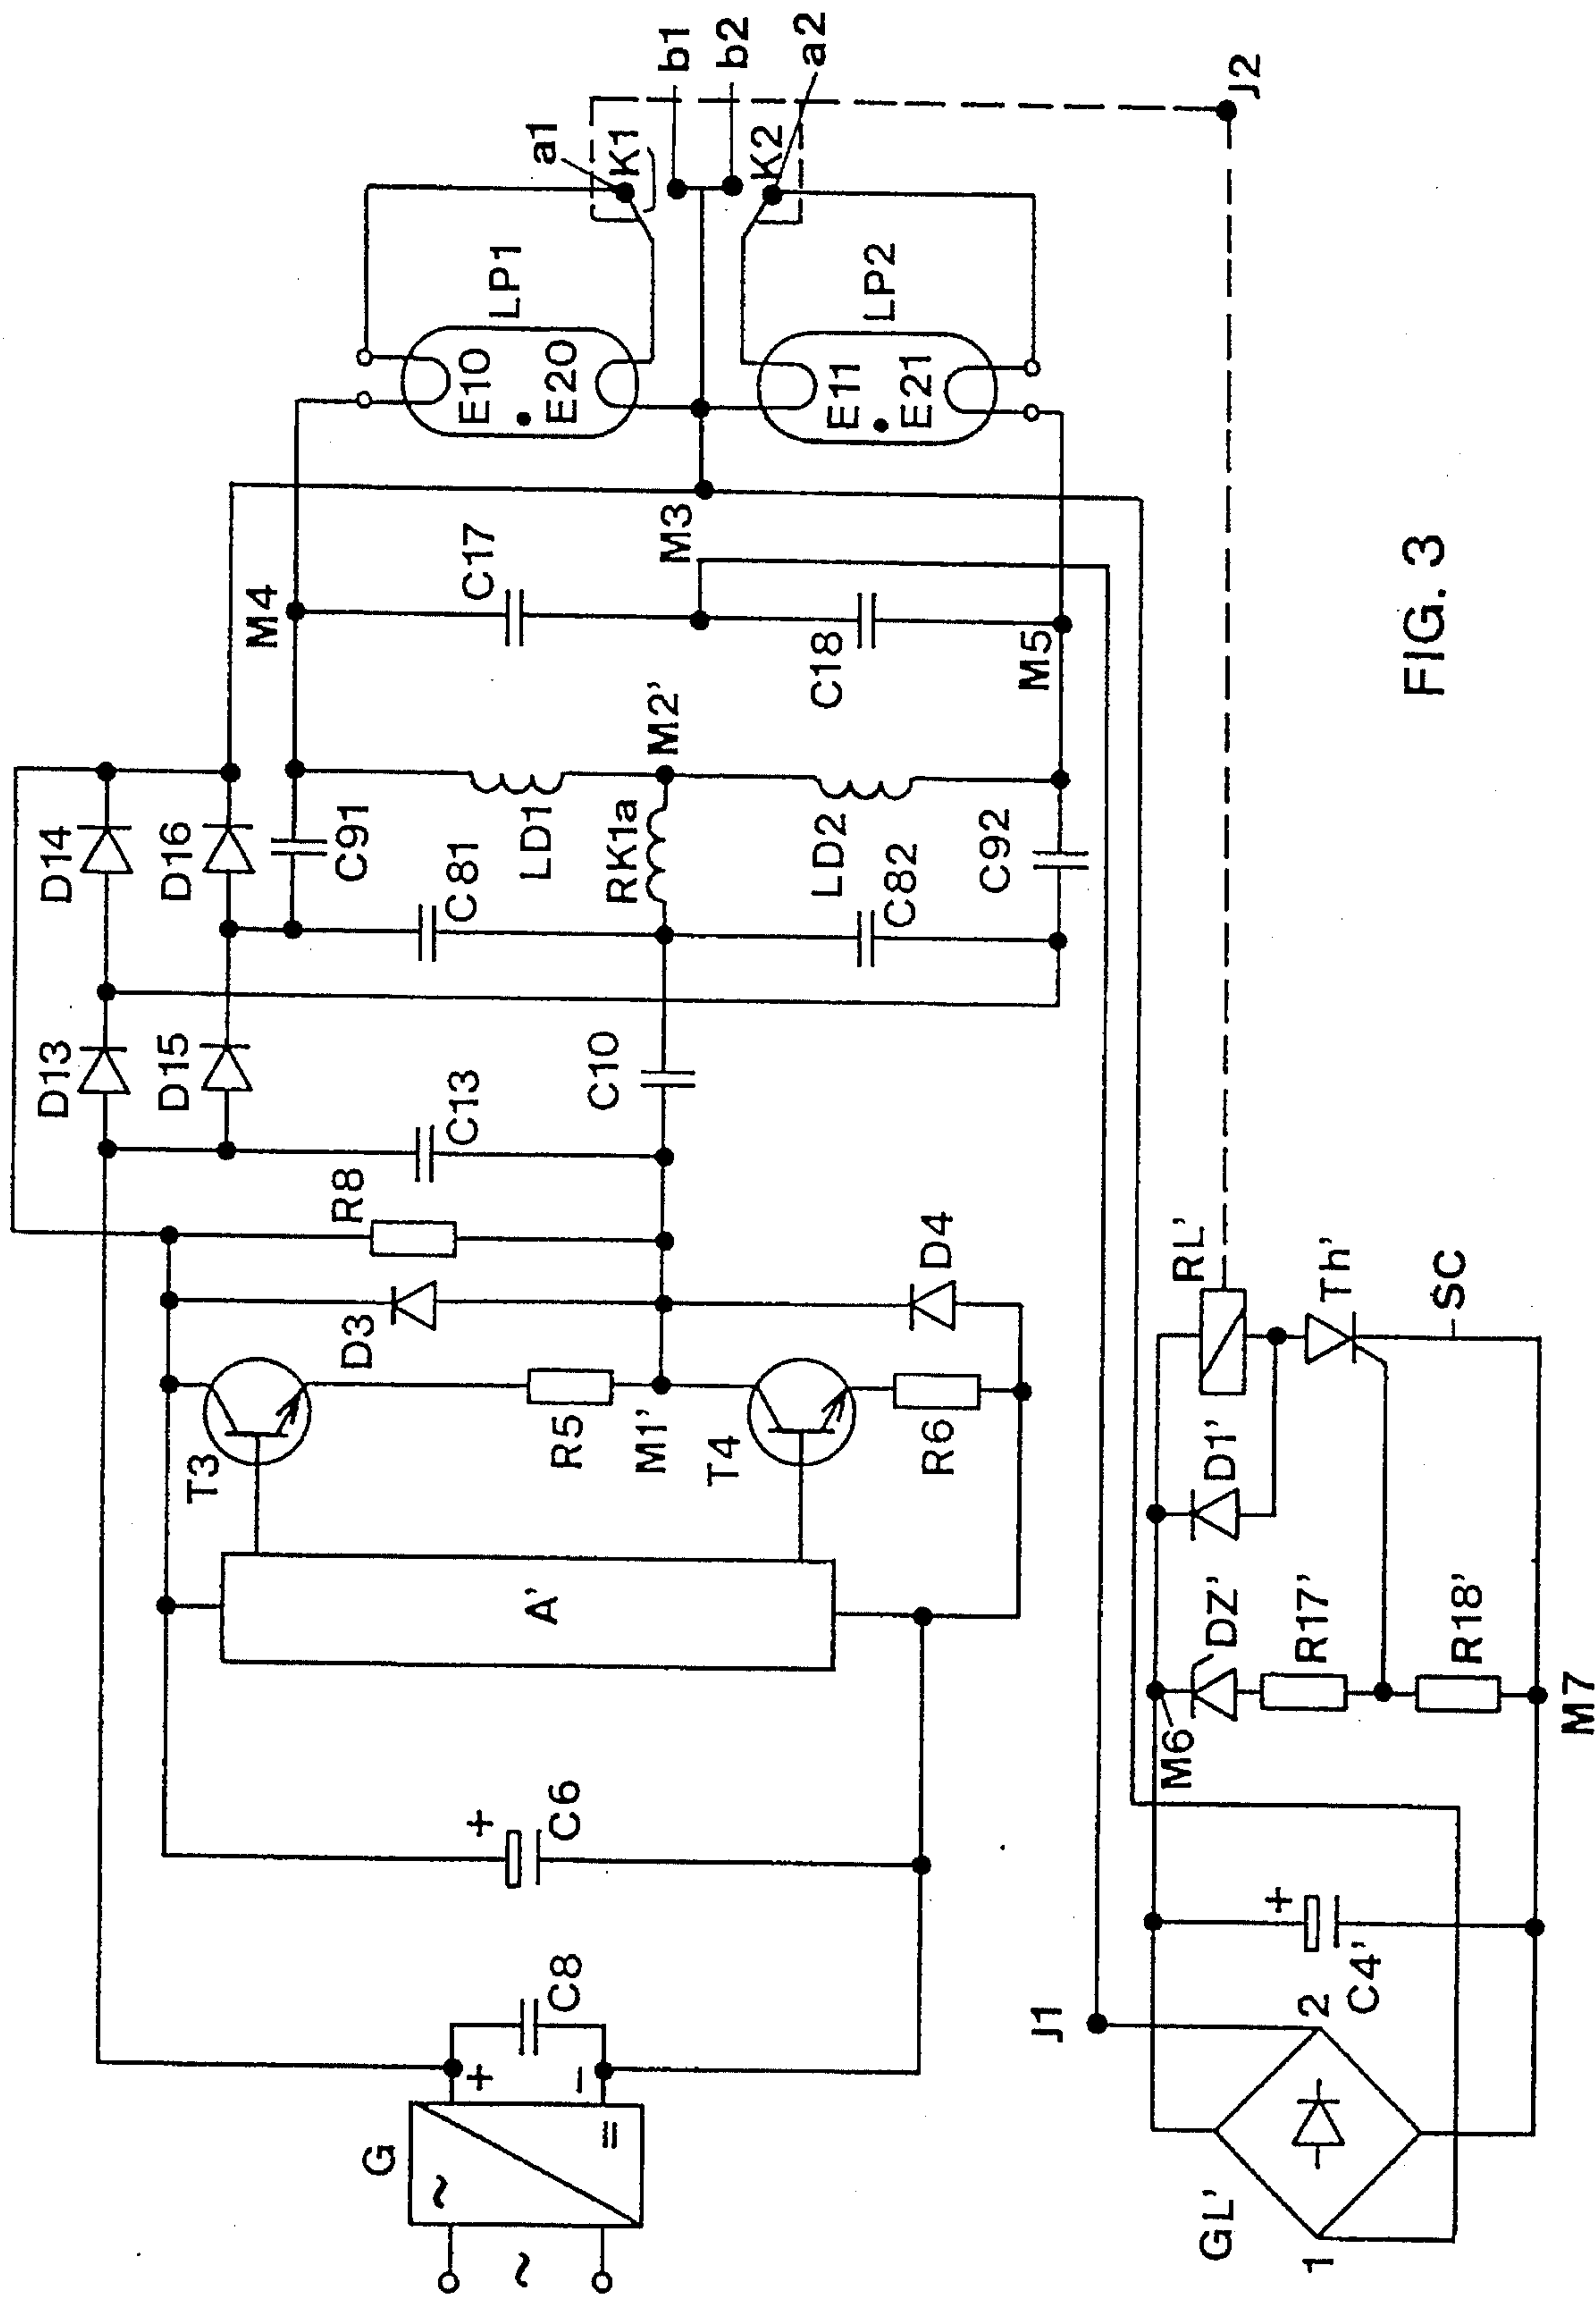 G
~
=
~
+
−
C8
+
C6
A'
T3
T4
R5
M1'
R6
D3
D4
R8
C13
C10
D13
D15
D14
D16
C91
C81
RK1a
LD1
M2'
LD2
C82
C92
M4
C17
M3
C18
M5
LP1
E10
E20
LP2
E11
E21
a1
K1
b1
b2
K2
a2
J2
J1
GL'
1
2
+
C4'
M6
DZ'
R17'
R18'
M7
D1'
RL'
Th'
SC
FIG. 3